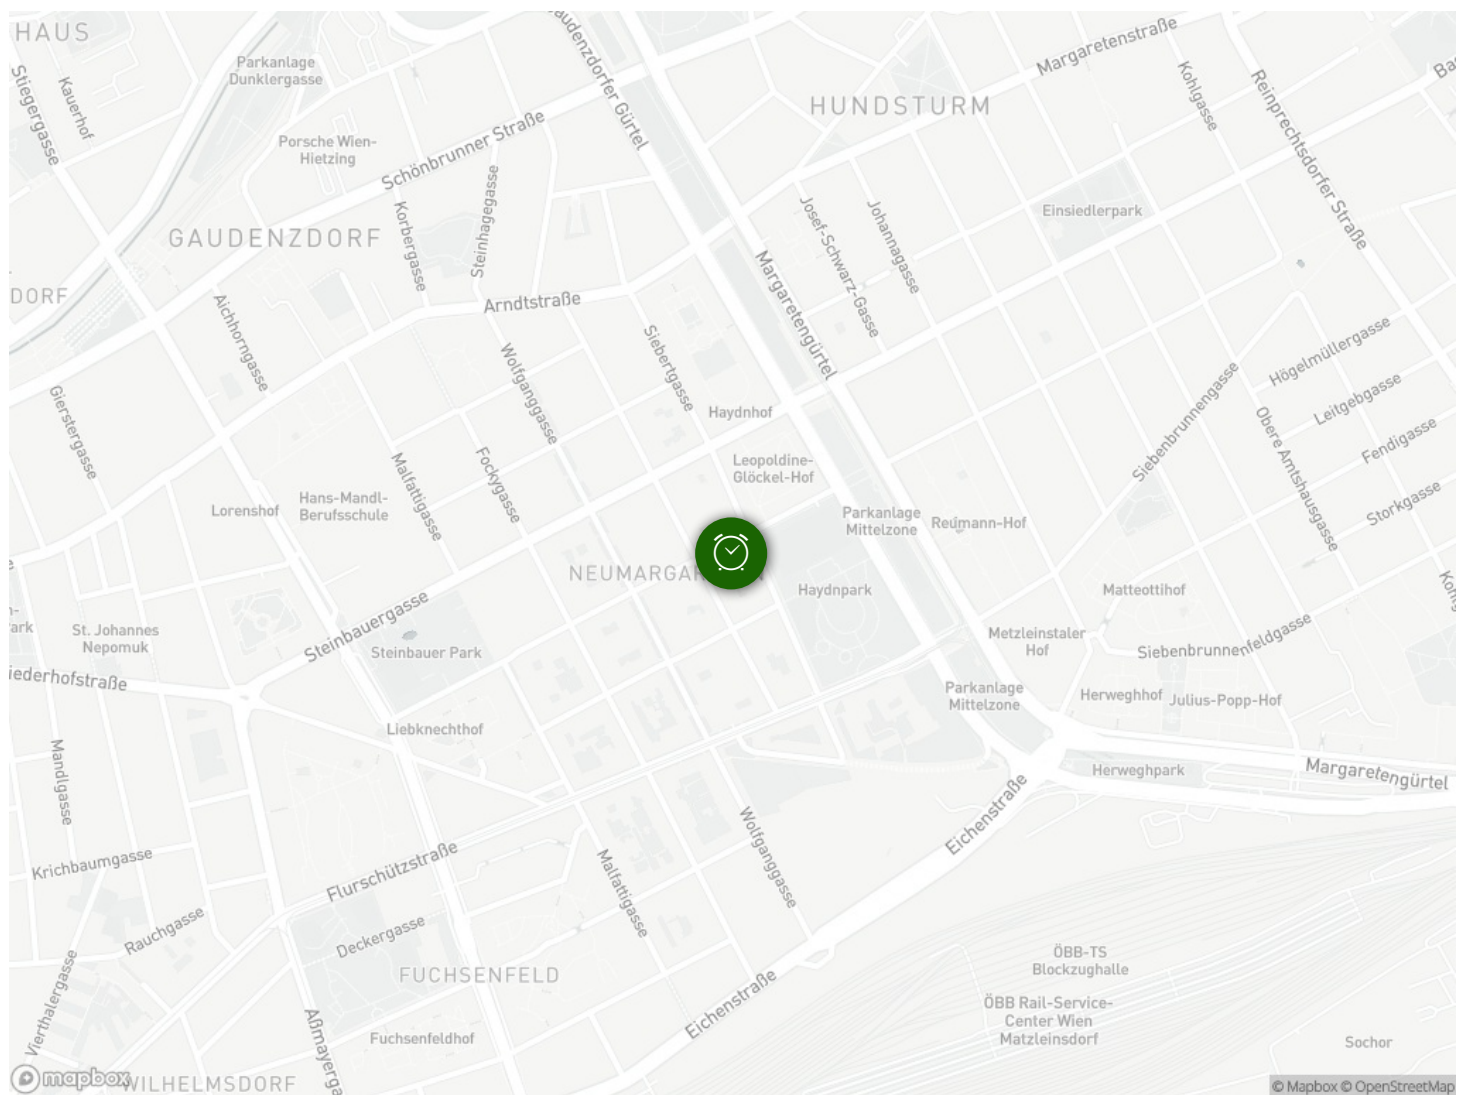 HAUS
Stiegergasse
Kauerhof
Parkanlage
Dunklergasse
Gaudenzdorfer Gürtel
Margaretenstraße
Kohlgasse
Reinprechtsdorfer Straße
HUNDSTURM
Porsche Wien-
Hietzing
Schönbrunner Straße
Korbergasse
Steinhagegasse
GAUDENZDORF
DORF
Josef-Schwarz-Gasse
Johannagasse
Einsiedlerpark
Margaretengürtel
Arndtstraße
Aichhorngasse
Wolfganggasse
Siebertgasse
Högelmüllergasse
Leitgebgasse
Fendigasse
Storkgasse
Obere Amtshausgasse
Siebenbrunnengasse
Gierstergasse
Haydnhof
Leopoldine-
Glöckel-Hof
Malfattigasse
Fockygasse
Lorenshof
Hans-Mandl-
Berufsschule
Parkanlage
Mittelzone
Reumann-Hof
NEUMARGAR
Haydnpark
Matteottihof
ark
St. Johannes
Nepomuk
Steinbauergasse
Steinbauer Park
Metzleinstaler
Hof
Siebenbrunnenfeldgasse
iederhofstraße
Parkanlage
Mittelzone
Herweghhof
Julius-Popp-Hof
Liebknechthof
Mandlgasse
Herweghpark
Margaretengürtel
Eichenstraße
Wolfganggasse
Krichbaumgasse
Flurschützstraße
Malfattigasse
Rauchgasse
Deckergasse
Vierthalergasse
FUCHSENFELD
ÖBB-TS
Blockzughalle
Eichenstraße
ÖBB Rail-Service-
Center Wien
Matzleinsdorf
Aßmayerga
Fuchsenfeldhof
Sochor
mapbox
WILHELMSDORF
© Mapbox © OpenStreetMap